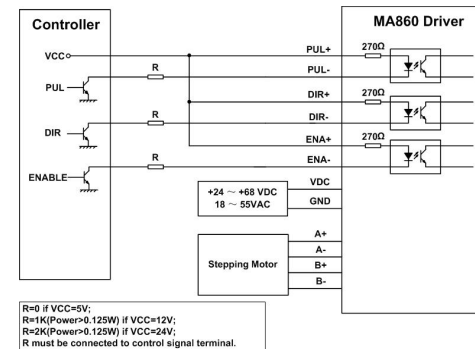 Controller
MA860 Driver
VCC
PUL
DIR
ENABLE
R
R
R
PUL+
PUL-
DIR+
DIR-
ENA+
ENA-
VDC
GND
A+
A-
B+
B-
270Ω
270Ω
270Ω
+24 ～ +68 VDC
18 ～ 55VAC
Stepping Motor
R=0 if VCC=5V;
R=1K(Power>0.125W) if VCC=12V;
R=2K(Power>0.125W) if VCC=24V;
R must be connected to control signal terminal.